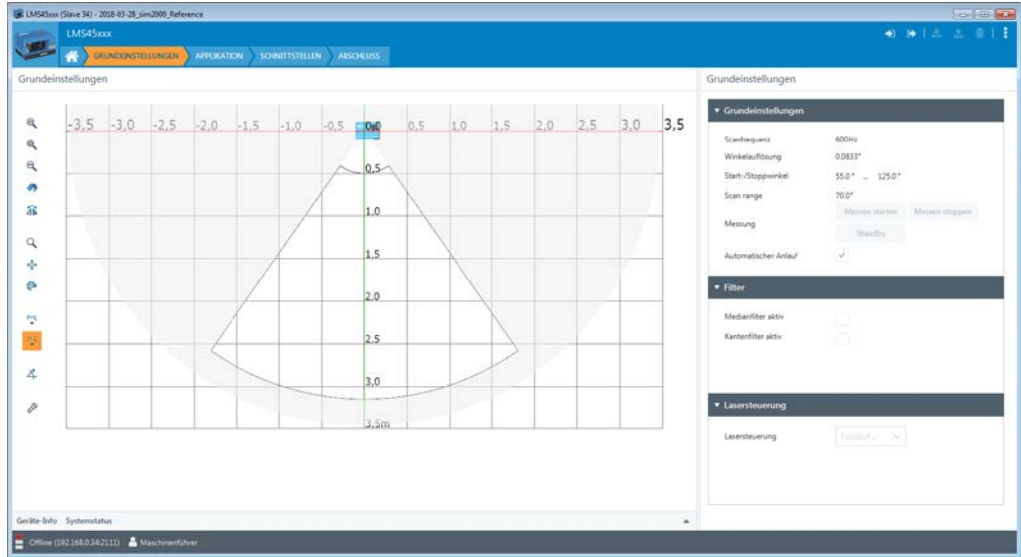 LMS45xxx (Slave 34) - 2018-03-28_sim2000_Reference
LMS45xxx
GRUNDEINSTELLUNGEN APPLIKATION SCHNITTSTELLEN ABSCHLUSS
Grundeinstellungen
-3,5 -3,0 -2,5 -2,0 -1,5 -1,0 -0,5 0,0 0,5 1,0 1,5 2,0 2,5 3,0 3,5
0,5
1,0
1,5
2,0
2,5
3,0
3,5m
Grundeinstellungen
Grundeinstellungen
Scanfrequenz 600Hz
Winkelauflösung 0.0833°
Start-/Stoppwinkel 55.0° ... 125.0°
Scan range 70.0°
Messung Messen starten Messen stoppen
Standby
Automatischer Anlauf
Filter
Medianfilter aktiv
Kantenfilter aktiv
Lasersteuerung
Lasersteuerung Freilauf...
Geräte-Info Systemstatus
Offline (192.168.0.34:2111) Maschinenführer